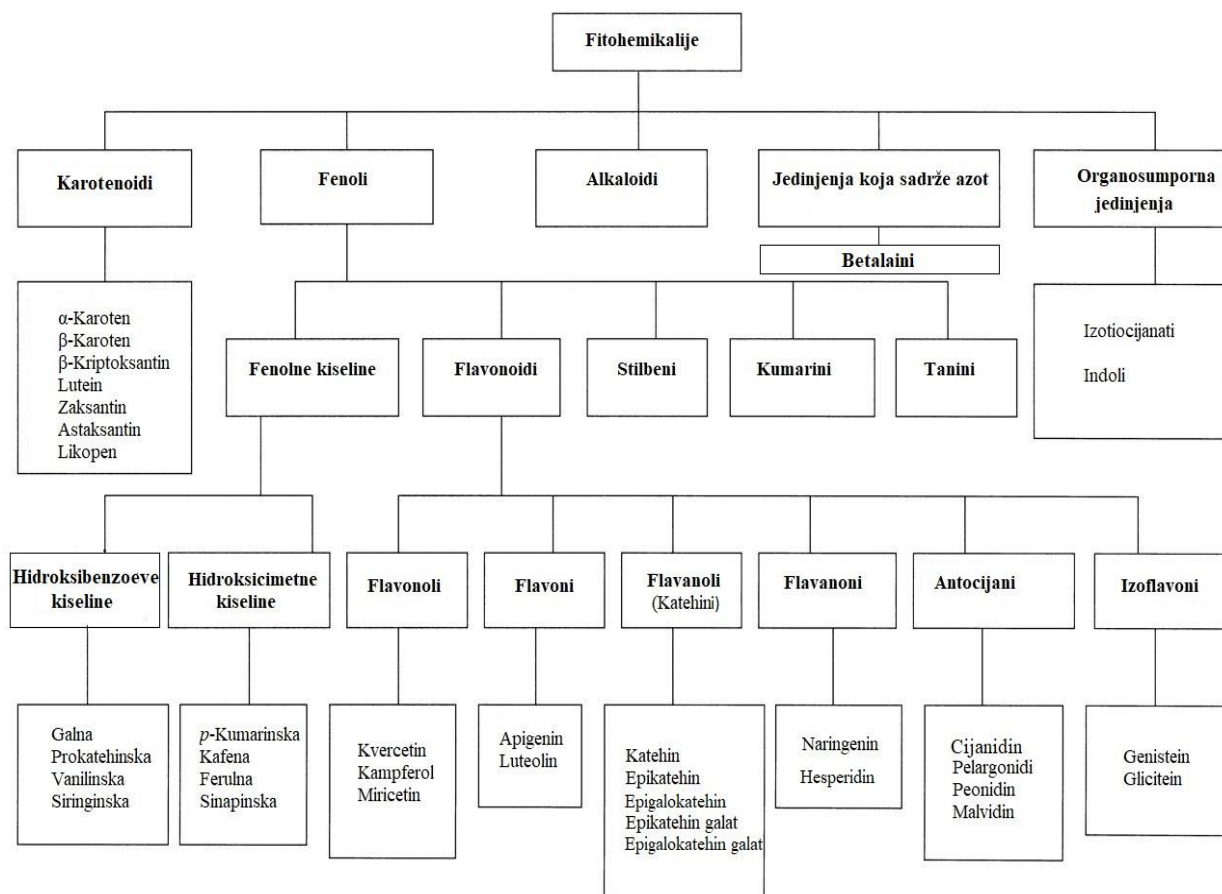 Fitohemikalije
Karotenoidi
Fenoli
Alkaloidi
Jedinjenja koja sadrže azot
Organosumporna
jedinjenja
Betalaini
α-Karoten
β-Karoten
β-Kriptoksantin
Lutein
Zaksantin
Astaksantin
Likopen
Izotiocijanati
Indoli
Fenolne kiseline
Flavonoidi
Stilbeni
Kumarini
Tanini
Hidroksibenzoeve
kiseline
Hidroksicimetne
kiseline
Flavonoli
Flavoni
Flavanoli
(Katehini)
Flavanoni
Antocijani
Izoflavoni
Galna
Prokatehinska
Vanilinska
Siringinska
p-Kumarinska
Kafena
Ferulna
Sinapinska
Kvercetin
Kampferol
Miricetin
Apigenin
Luteolin
Katehin
Epikatehin
Epigalokatehin
Epikatehin galat
Epigalokatehin galat
Naringenin
Hesperidin
Cijanidin
Pelargonidi
Peonidin
Malvidin
Genistein
Glicitein